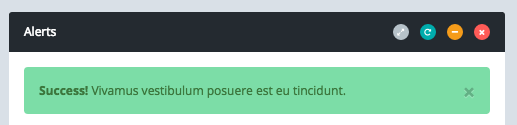 Alerts
Success! Vivamus vestibulum posuere est eu tincidunt. ×